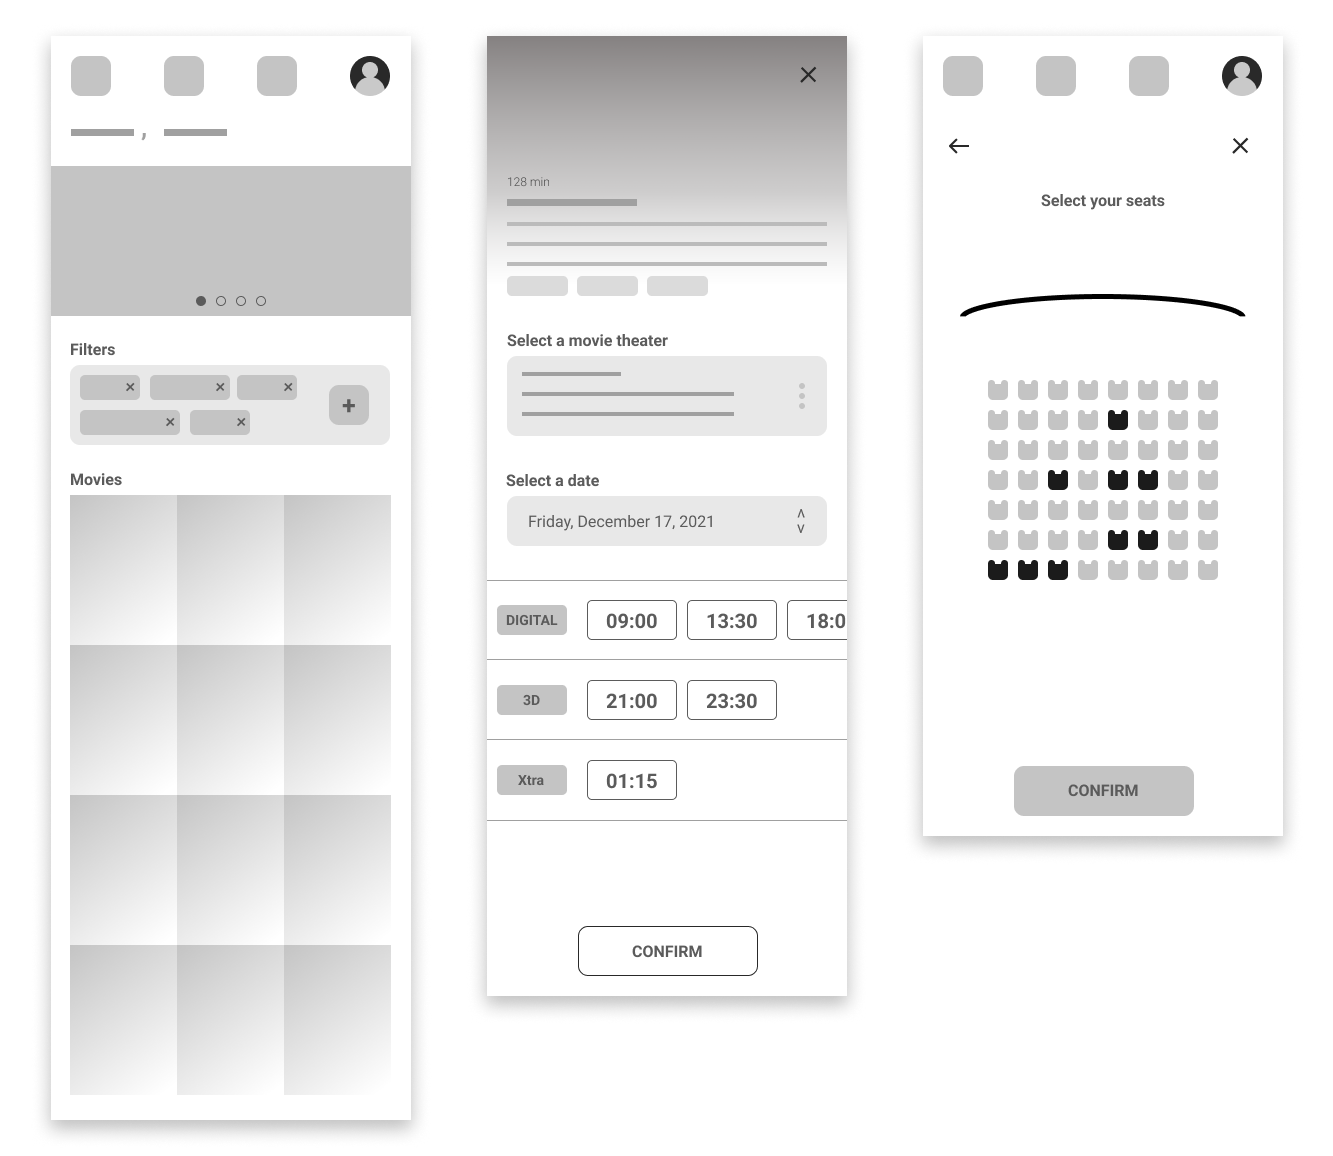 ,
Filters
×
×
×
×
×
+
Movies
128 min
Select a movie theater
Select a date
Friday, December 17, 2021
DIGITAL 09:00 13:30 18:0
3D 21:00 23:30
Xtra 01:15
CONFIRM
Select your seats
CONFIRM